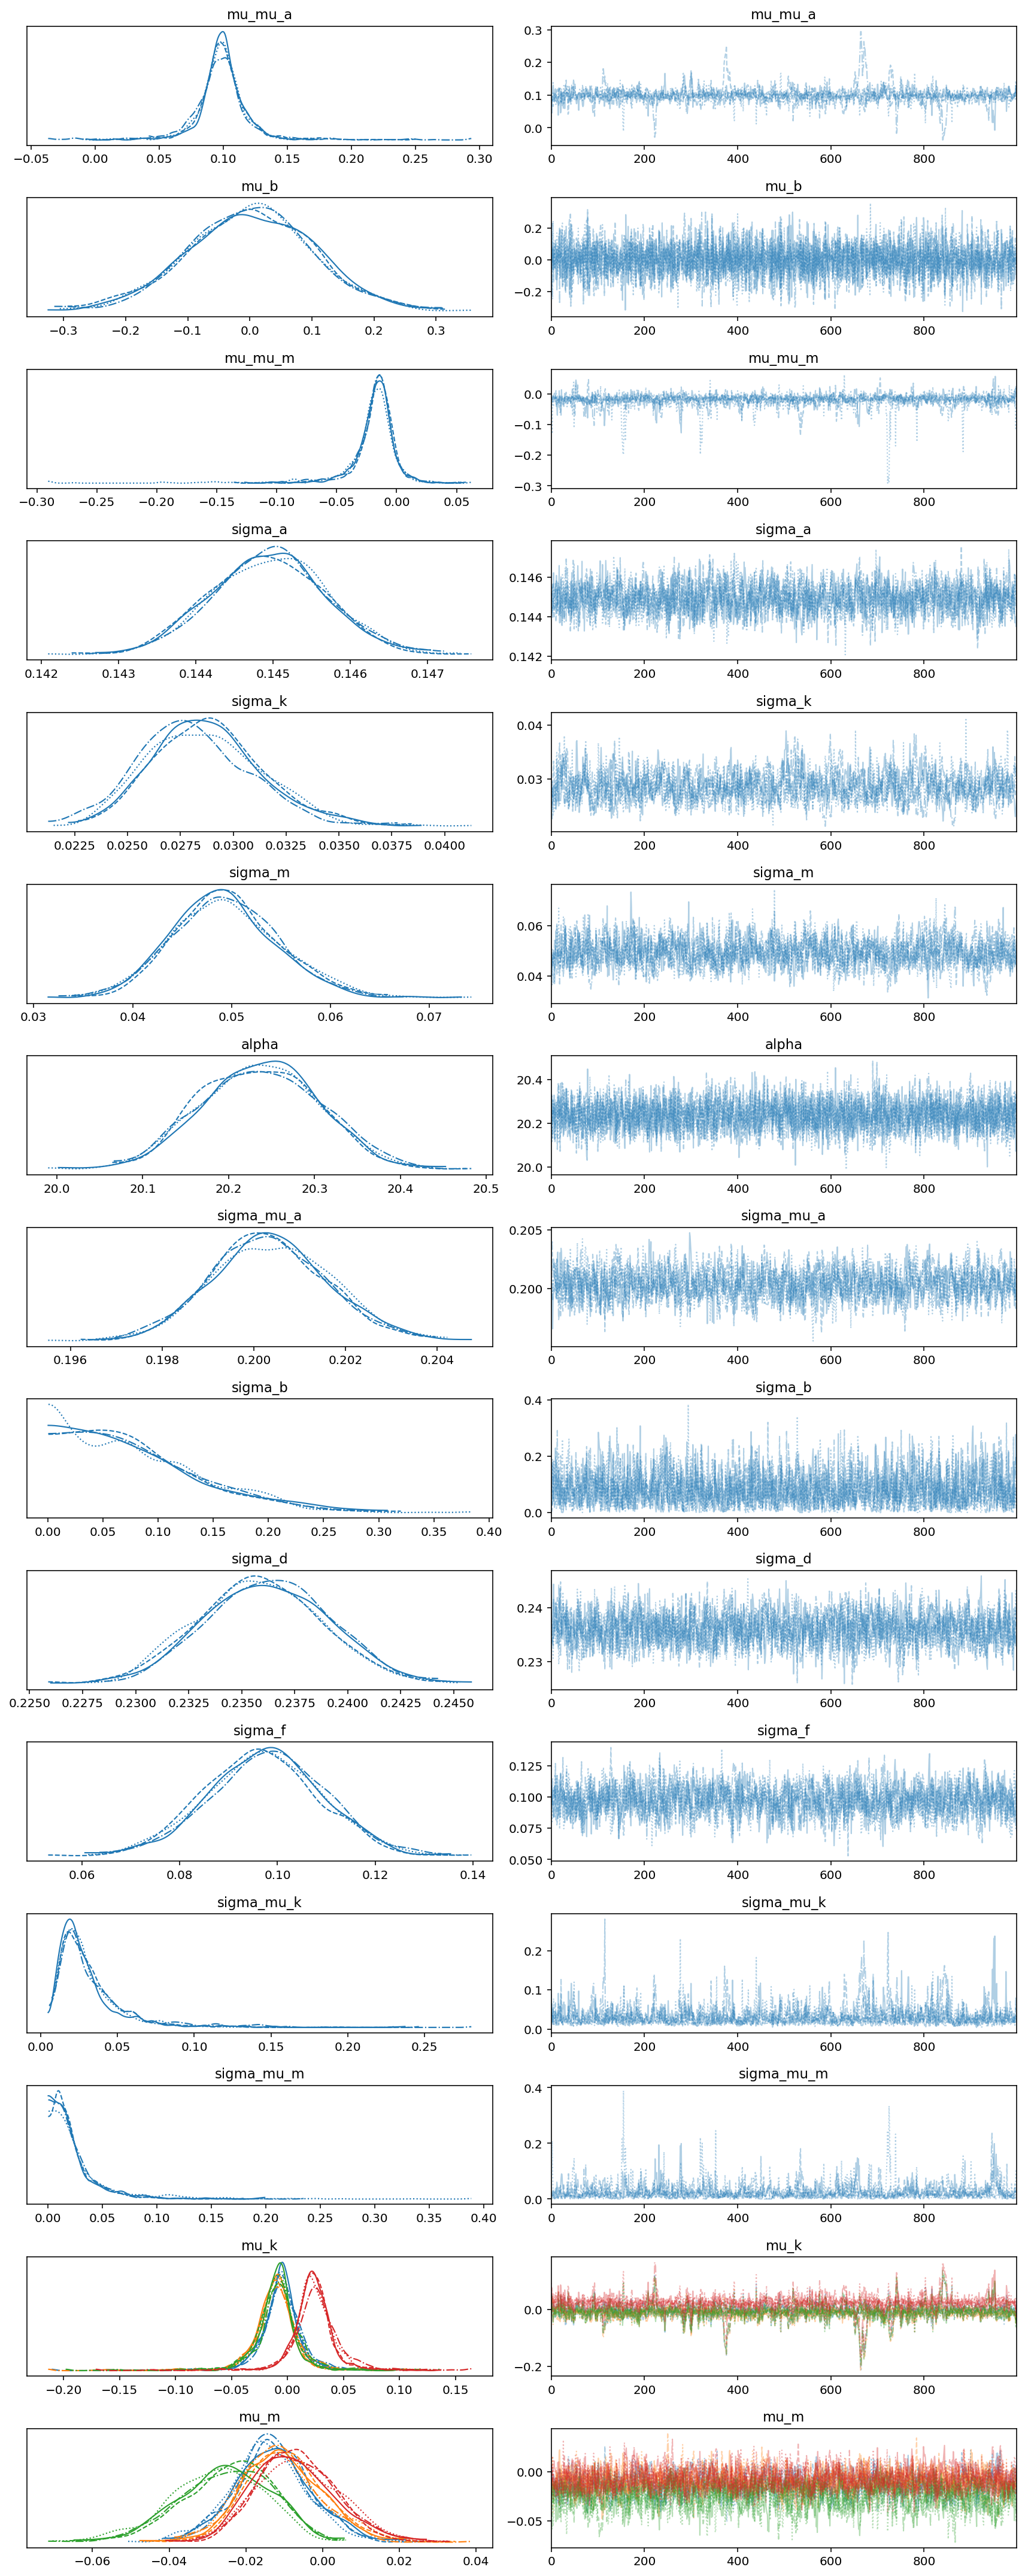 mu_mu_a mu_mu_a
0.3
0.2
0.1
0.0
−0.05 0.00 0.05 0.10 0.15 0.20 0.25 0.30 0 200 400 600 800
mu_b mu_b
0.2
0.0
−0.2
−0.3 −0.2 −0.1 0.0 0.1 0.2 0.3 0 200 400 600 800
mu_mu_m mu_mu_m
0.0
−0.1
−0.2
−0.3
−0.30 −0.25 −0.20 −0.15 −0.10 −0.05 0.00 0.05 0 200 400 600 800
sigma_a sigma_a
0.146
0.144
0.142
0.142 0.143 0.144 0.145 0.146 0.147 0 200 400 600 800
sigma_k sigma_k
0.04
0.03
0.0225 0.0250 0.0275 0.0300 0.0325 0.0350 0.0375 0.0400 0 200 400 600 800
sigma_m sigma_m
0.06
0.04
0.03 0.04 0.05 0.06 0.07 0 200 400 600 800
alpha alpha
20.4
20.2
20.0
20.0 20.1 20.2 20.3 20.4 20.5 0 200 400 600 800
sigma_mu_a sigma_mu_a
0.205
0.200
0.196 0.198 0.200 0.202 0.204 0 200 400 600 800
sigma_b sigma_b
0.4
0.2
0.0
0.00 0.05 0.10 0.15 0.20 0.25 0.30 0.35 0.40 0 200 400 600 800
sigma_d sigma_d
0.24
0.23
0.2250 0.2275 0.2300 0.2325 0.2350 0.2375 0.2400 0.2425 0.2450 0 200 400 600 800
sigma_f sigma_f
0.125
0.100
0.075
0.050
0.06 0.08 0.10 0.12 0.14 0 200 400 600 800
sigma_mu_k sigma_mu_k
0.2
0.1
0.0
0.00 0.05 0.10 0.15 0.20 0.25 0 200 400 600 800
sigma_mu_m sigma_mu_m
0.4
0.2
0.0
0.00 0.05 0.10 0.15 0.20 0.25 0.30 0.35 0.40 0 200 400 600 800
mu_k mu_k
0.0
−0.2
−0.20 −0.15 −0.10 −0.05 0.00 0.05 0.10 0.15 0 200 400 600 800
mu_m mu_m
0.00
−0.05
−0.06 −0.04 −0.02 0.00 0.02 0.04 0 200 400 600 800